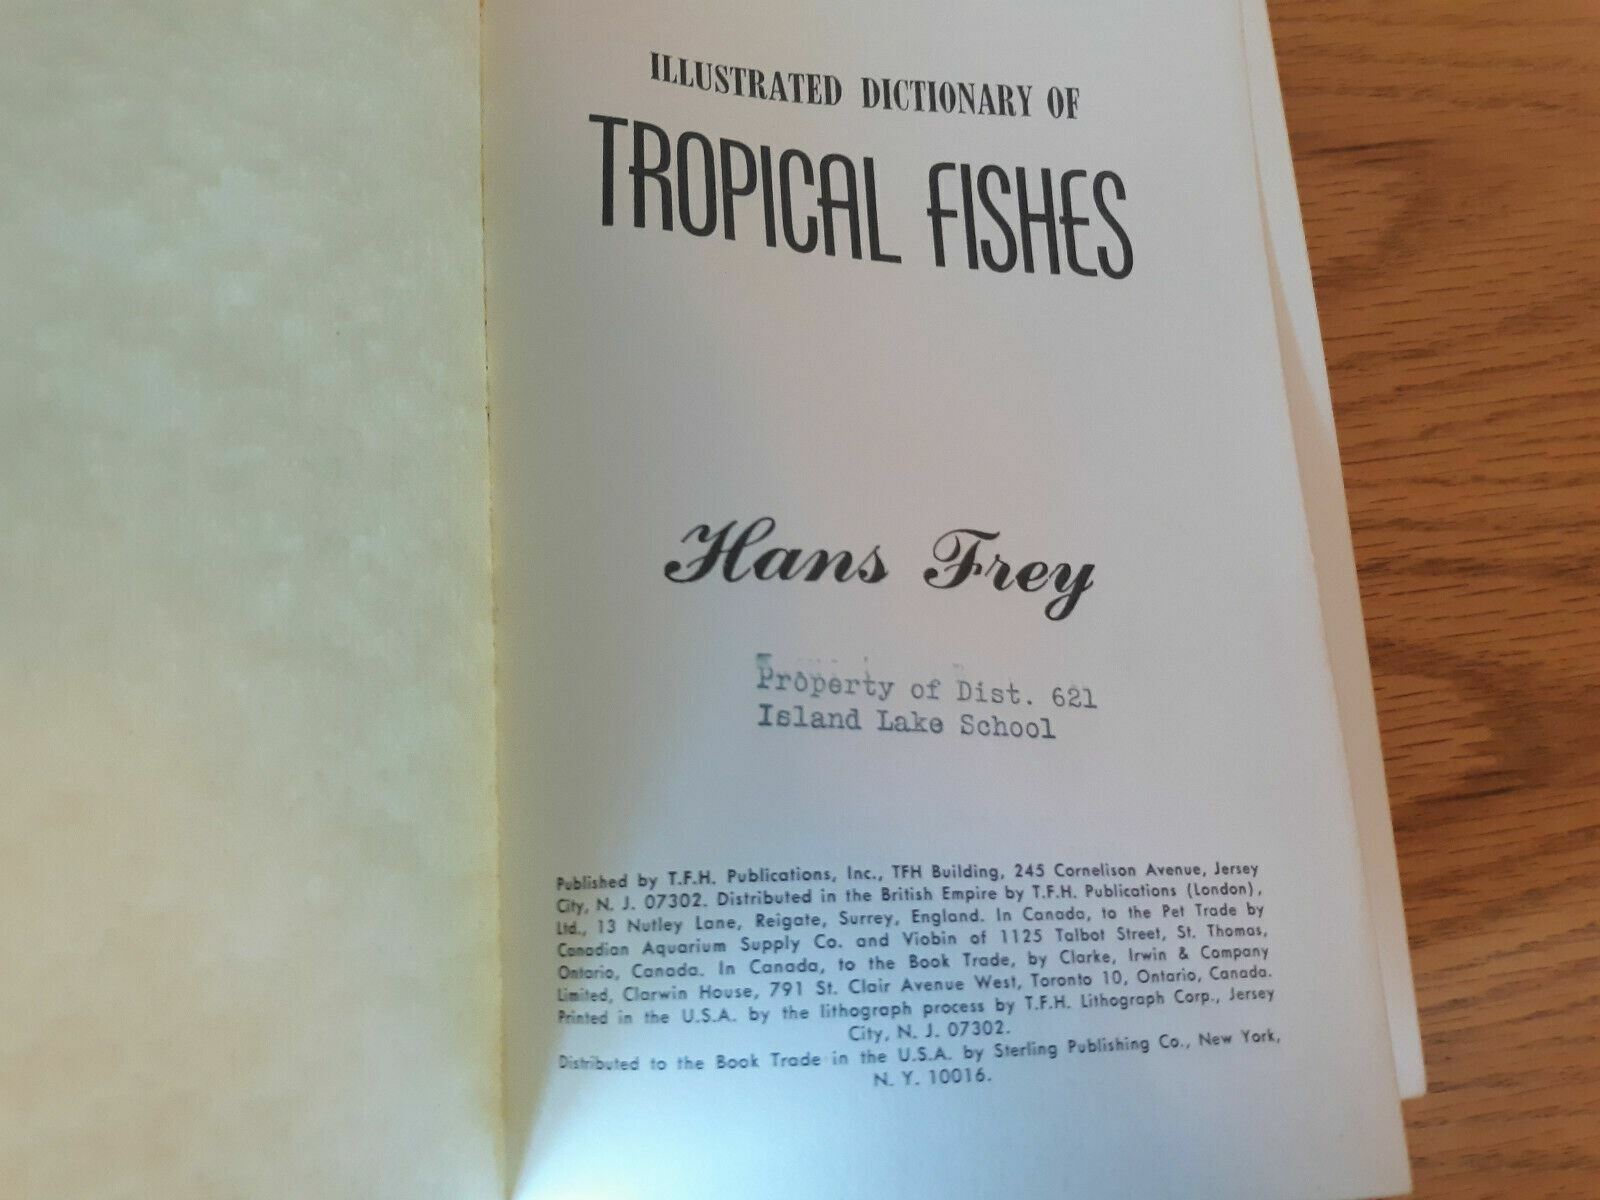 ILLUSTRATED DICTIONARY OF
TROPICAL FISHES
Hans Frey
Property of Dist. 621
Island Lake School
Published by T.F.H. Publications, Inc., TFH Building, 245 Cornelison Avenue, Jersey
City, N. J. 07302. Distributed in the British Empire by T.F.H. Publications (London),
Ltd., 13 Nutley Lane, Reigate, Surrey, England. In Canada, to the Pet Trade by
Canadian Aquarium Supply Co. and Viobin of 1125 Talbot Street, St. Thomas,
Ontario, Canada. In Canada, to the Book Trade, by Clarke, Irwin & Company
Limited, Clarwin House, 791 St. Clair Avenue West, Toronto 10, Ontario, Canada.
Printed in the U.S.A. by the lithograph process by T.F.H. Lithograph Corp., Jersey
City, N. J. 07302.
Distributed to the Book Trade in the U.S.A. by Sterling Publishing Co., New York,
N. Y. 10016.